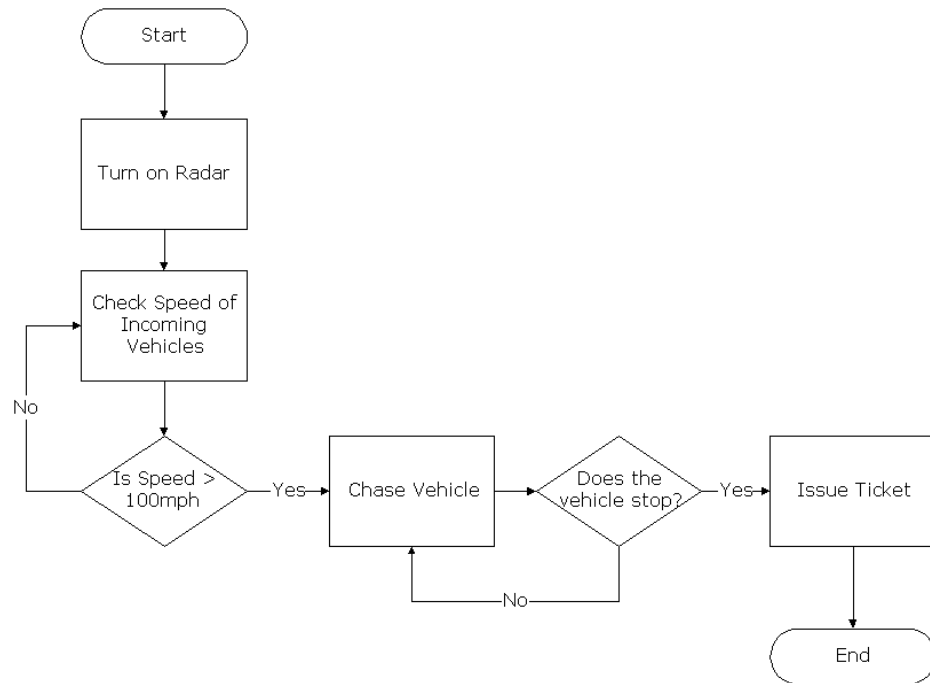 Start
Turn on Radar
Check Speed of
Incoming
Vehicles
No
Is Speed >
100mph
Yes
Chase Vehicle
Does the
vehicle stop?
Yes
Issue Ticket
No
End